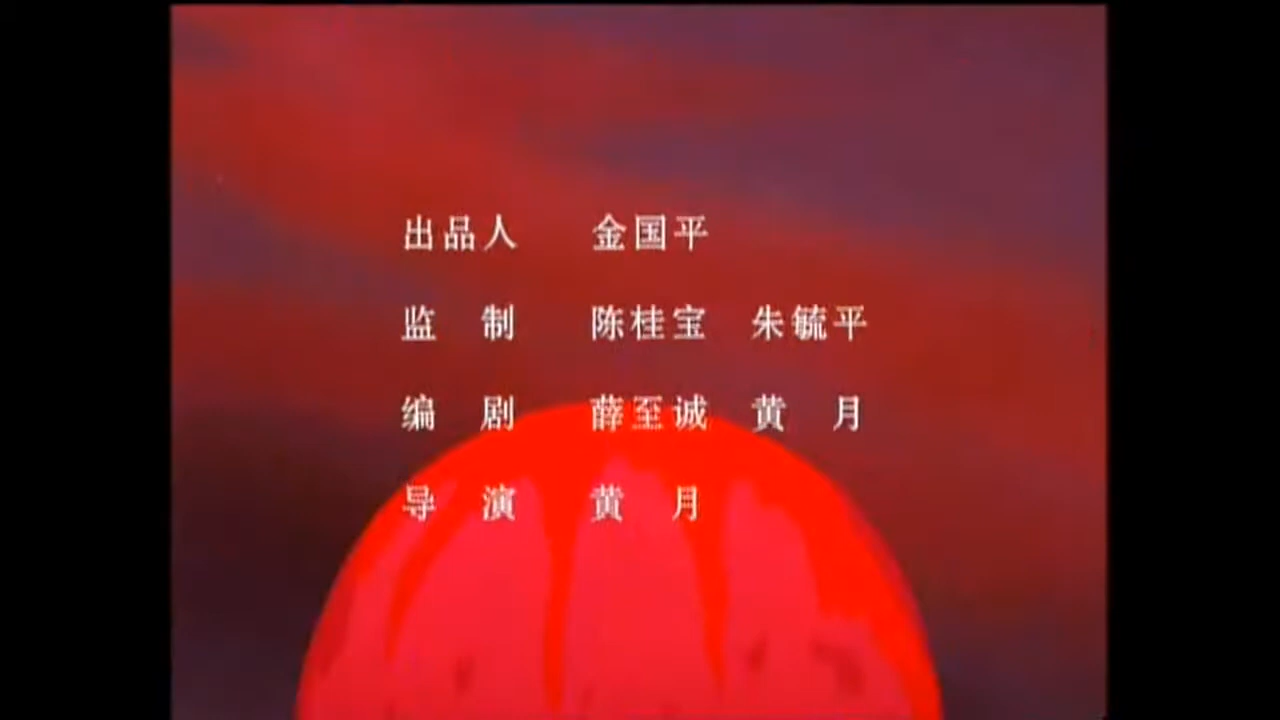 出品人 金国平
监 制 陈桂宝 朱毓平
编 剧 薛至诚 黄 月
导 演 黄 月